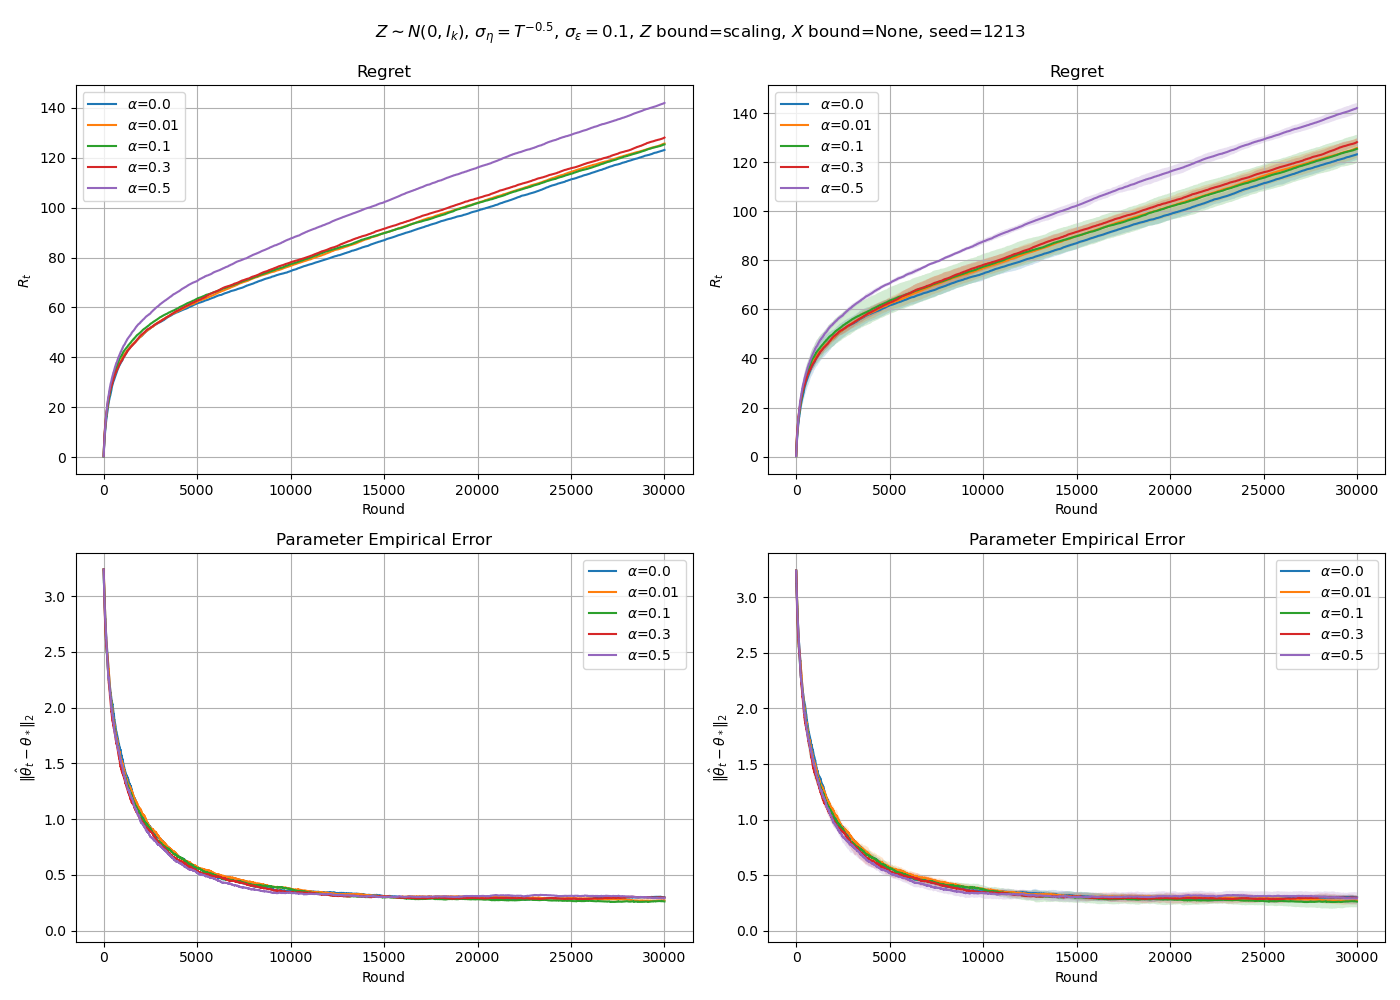 Z ∼ N(0, I_k), σ_η = T^{−0.5}, σ_ε = 0.1, Z bound=scaling, X bound=None, seed=1213
Regret
R_t
140
120
100
80
60
40
20
0
α=0.0
α=0.01
α=0.1
α=0.3
α=0.5
0 5000 10000 15000 20000 25000 30000
Round
Regret
R_t
140
120
100
80
60
40
20
0
α=0.0
α=0.01
α=0.1
α=0.3
α=0.5
0 5000 10000 15000 20000 25000 30000
Round
Parameter Empirical Error
‖θ̂_t − θ_*‖_2
3.0
2.5
2.0
1.5
1.0
0.5
0.0
α=0.0
α=0.01
α=0.1
α=0.3
α=0.5
0 5000 10000 15000 20000 25000 30000
Round
Parameter Empirical Error
‖θ̂_t − θ_*‖_2
3.0
2.5
2.0
1.5
1.0
0.5
0.0
α=0.0
α=0.01
α=0.1
α=0.3
α=0.5
0 5000 10000 15000 20000 25000 30000
Round